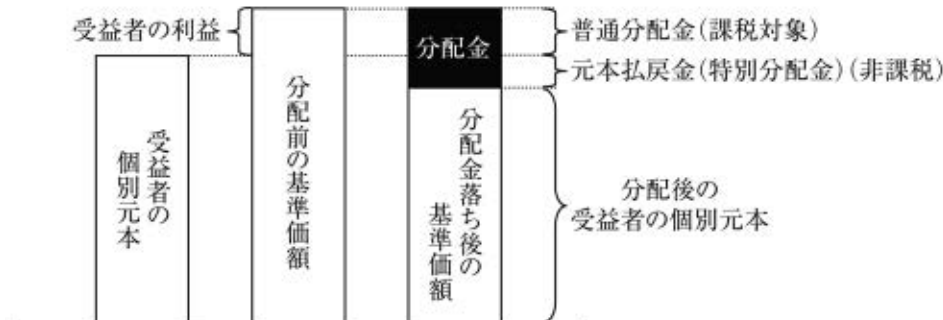 受益者の利益
分配金
普通分配金(課税対象)
元本払戻金(特別分配金)(非課税)
受益者の
個別元本
分配前の基準価額
分配金落ち後の
基準価額
分配後の
受益者の個別元本